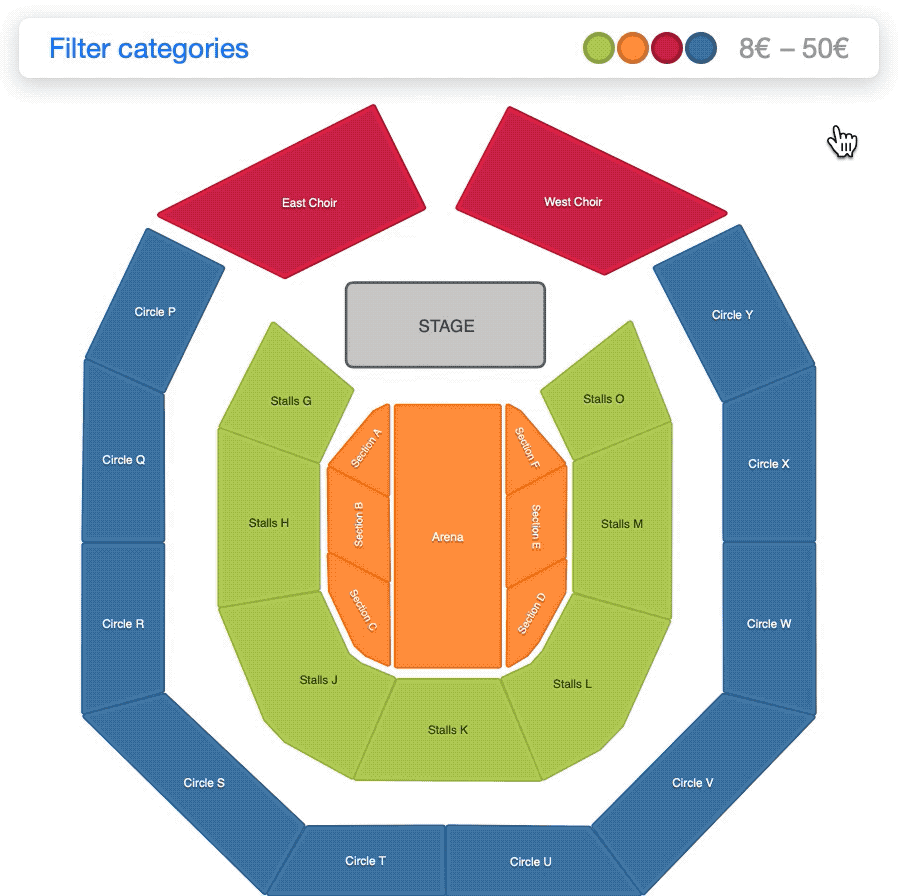 Filter categories
8€ – 50€
East Choir
West Choir
Circle P
Circle Y
STAGE
Stalls G
Stalls O
Section A
Section F
Circle Q
Circle X
Stalls H
Section B
Arena
Section E
Stalls M
Section C
Section D
Circle R
Circle W
Stalls J
Stalls L
Stalls K
Circle S
Circle V
Circle T
Circle U